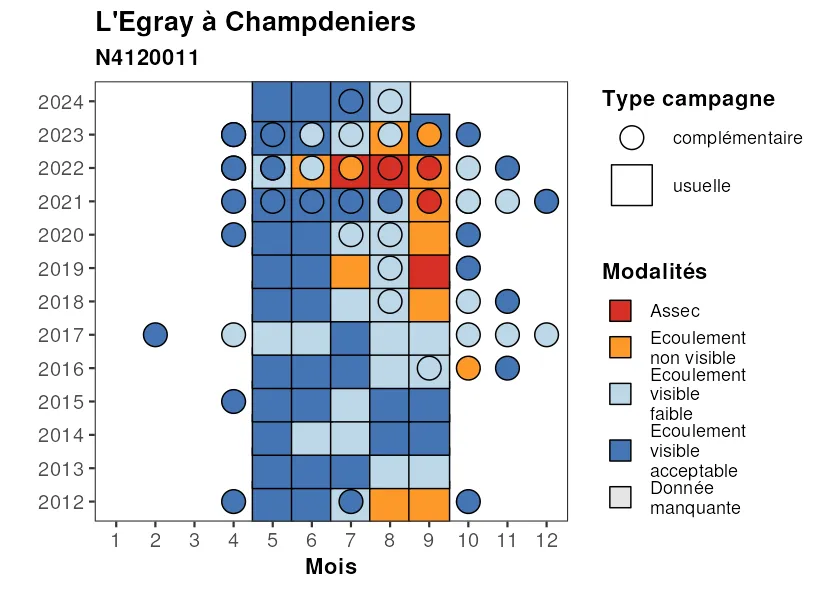 L'Egray à Champdeniers
N4120011
2024
2023
2022
2021
2020
2019
2018
2017
2016
2015
2014
2013
2012
1 2 3 4 5 6 7 8 9 10 11 12
Mois
Type campagne
complémentaire
usuelle
Modalités
Assec
Ecoulement
non visible
Ecoulement
visible
faible
Ecoulement
visible
acceptable
Donnée
manquante